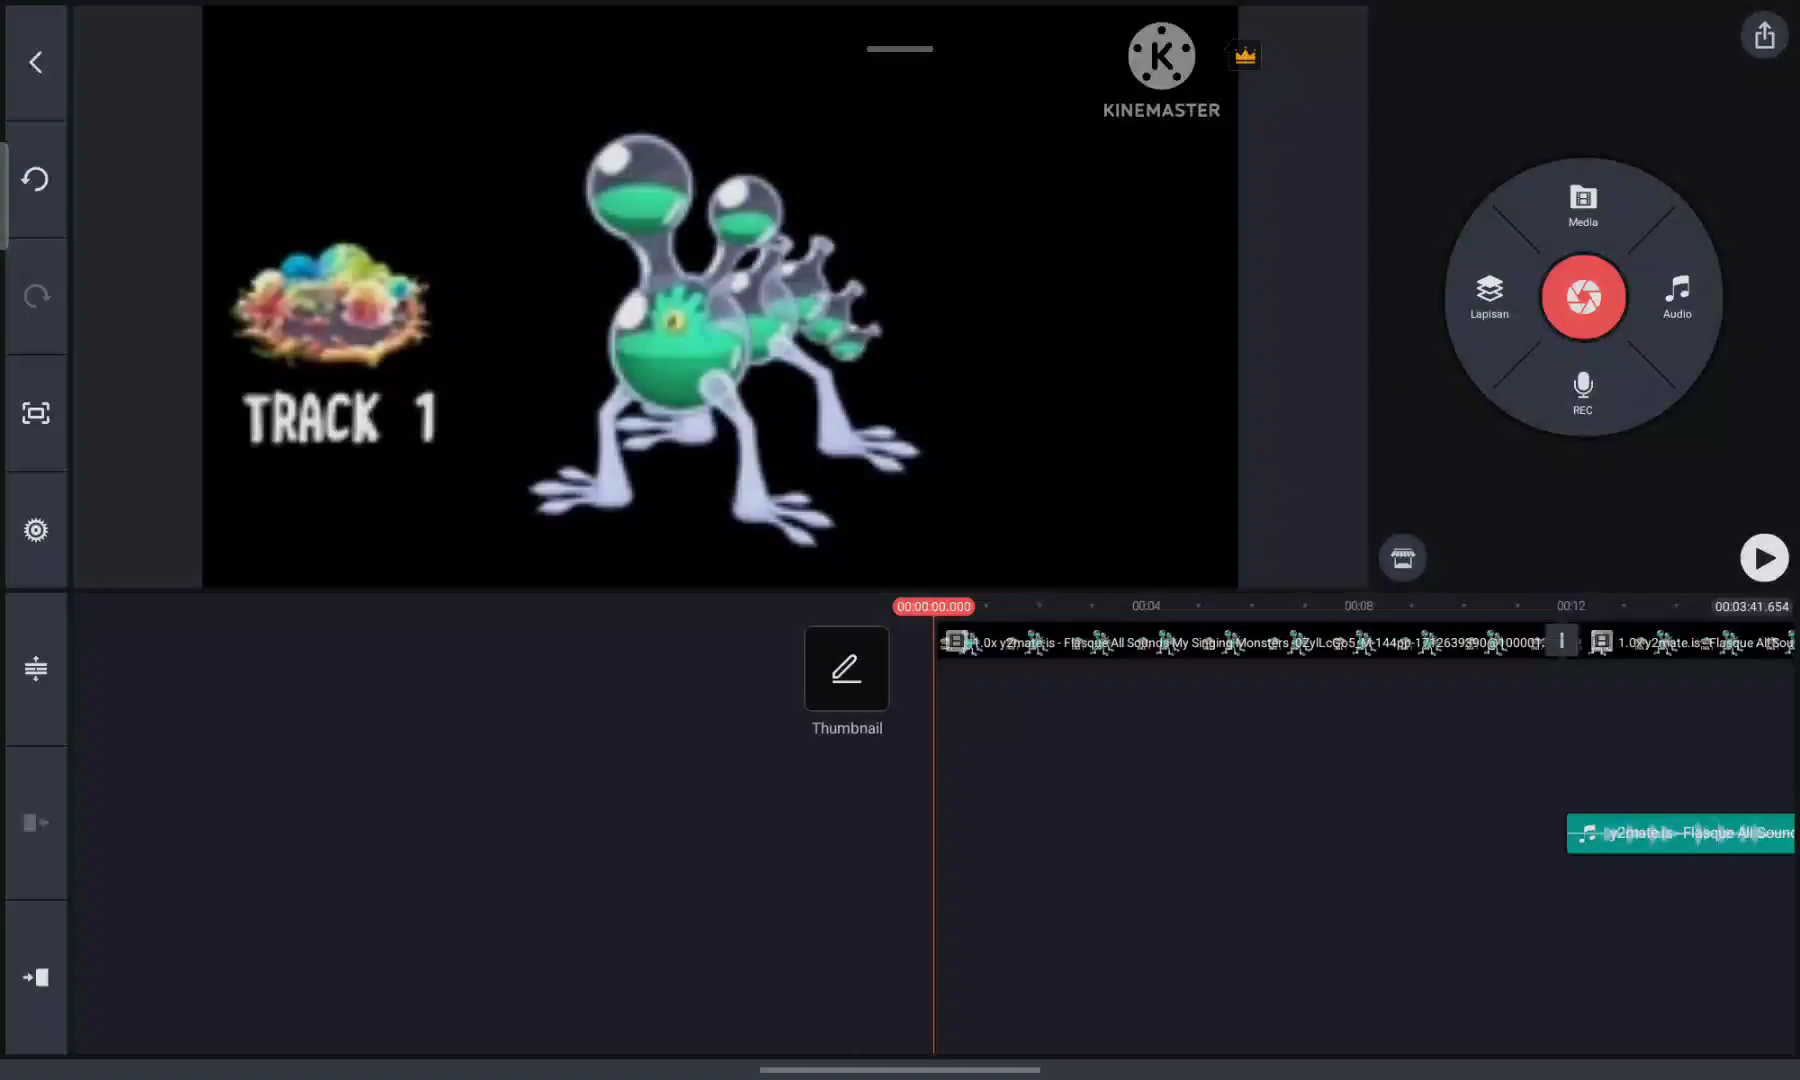 K
KINEMASTER
Media
Lapisan
Audio
REC
TRACK 1
00:00:00.000
00:04
00:08
00:12
00:03:41.654
1.0x y2mate.is - Flasque All Sounds My Singing Monsters
1.0x y2mate.is - Flasque All Sou
Thumbnail
y2mate.is - Flasque All Sound